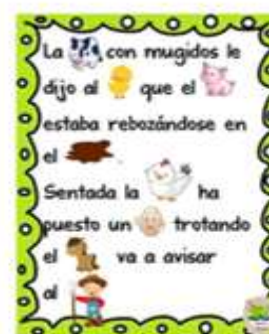 La con mugidos le
dijo al que el
estaba rebozándose en
el .
Sentada la ha
puesto un trotando
el va a avisar
al